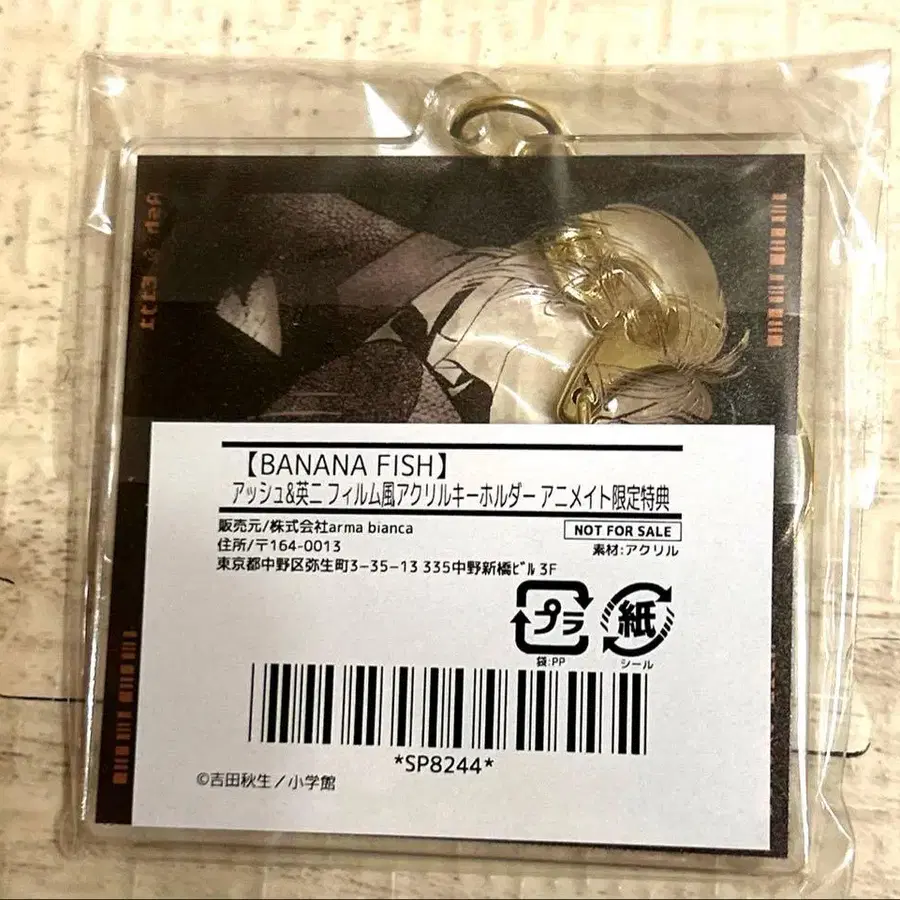 【BANANA FISH】
アッシュ&英二 フィルム風アクリルキーホルダー アニメイト限定特典
販売元/株式会社arma bianca
NOT FOR SALE
住所/〒164-0013
素材:アクリル
東京都中野区弥生町3-35-13 335中野新橋ﾋﾞﾙ 3F
プラ
紙
袋:PP
シール
*SP8244*
©吉田秋生/小学館